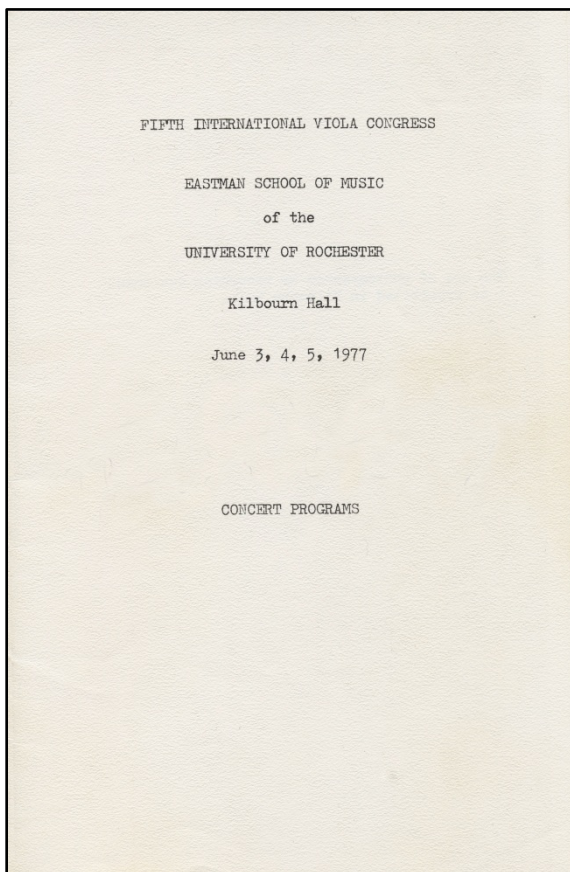 FIFTH INTERNATIONAL VIOLA CONGRESS
EASTMAN SCHOOL OF MUSIC
of the
UNIVERSITY OF ROCHESTER
Kilbourn Hall
June 3, 4, 5, 1977
CONCERT PROGRAMS